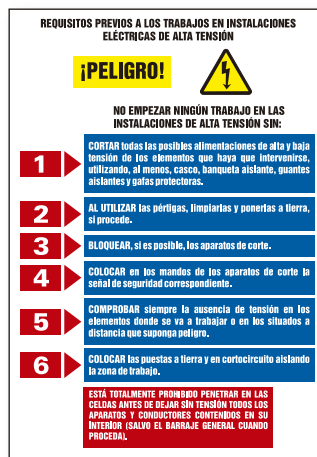 REQUISITOS PREVIOS A LOS TRABAJOS EN INSTALACIONES
ELÉCTRICAS DE ALTA TENSIÓN
¡PELIGRO!
NO EMPEZAR NINGÚN TRABAJO EN LAS
INSTALACIONES DE ALTA TENSIÓN SIN:
1
CORTAR todas las posibles alimentaciones de alta y baja
tensión de los elementos que haya que intervenirse,
utilizando, al menos, casco, banqueta aislante, guantes
aislantes y gafas protectoras.
2
AL UTILIZAR las pértigas, limpiarlas y ponerlas a tierra,
si procede.
3
BLOQUEAR, si es posible, los aparatos de corte.
4
COLOCAR en los mandos de los aparatos de corte la
señal de seguridad correspondiente.
5
COMPROBAR siempre la ausencia de tensión en los
elementos donde se va a trabajar o en los situados a
distancia que suponga peligro.
6
COLOCAR las puestas a tierra y en cortocircuito aislando
la zona de trabajo.
ESTÁ TOTALMENTE PROHIBIDO PENETRAR EN LAS
CELDAS ANTES DE DEJAR SIN TENSIÓN TODOS LOS
APARATOS Y CONDUCTORES CONTENIDOS EN SU
INTERIOR (SALVO EL BARRAJE GENERAL CUANDO
PROCEDA).